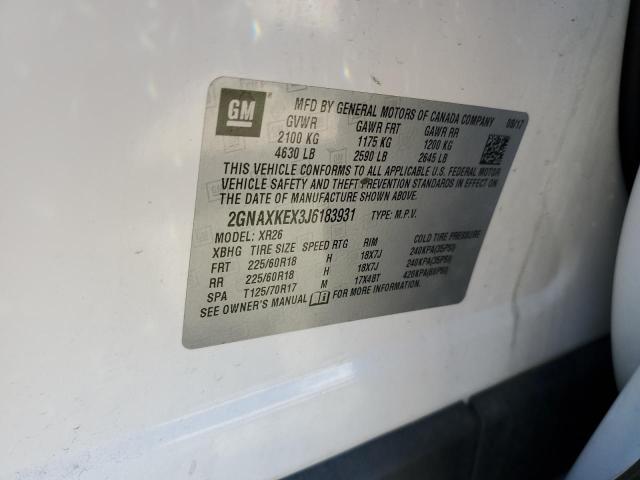 GM
MFD BY GENERAL MOTORS OF CANADA COMPANY 08/17
GVWR GAWR FRT GAWR RR
2100 KG 1175 KG 1200 KG
4630 LB 2590 LB 2645 LB
THIS VEHICLE CONFORMS TO ALL APPLICABLE U.S. FEDERAL MOTOR
VEHICLE SAFETY AND THEFT PREVENTION STANDARDS IN EFFECT ON
THE DATE OF MANUFACTURE SHOWN ABOVE.
2GNAXKEX3J6183931 TYPE: M.P.V.
MODEL: XR26
XBHG TIRE SIZE SPEED RTG RIM COLD TIRE PRESSURE
FRT 225/60R18 H 18X7J 240KPA(35PSI)
RR 225/60R18 H 18X7J 240KPA(35PSI)
SPA T125/70R17 M 17X4BT 420KPA(60PSI)
SEE OWNER'S MANUAL FOR MORE INFORMATION.